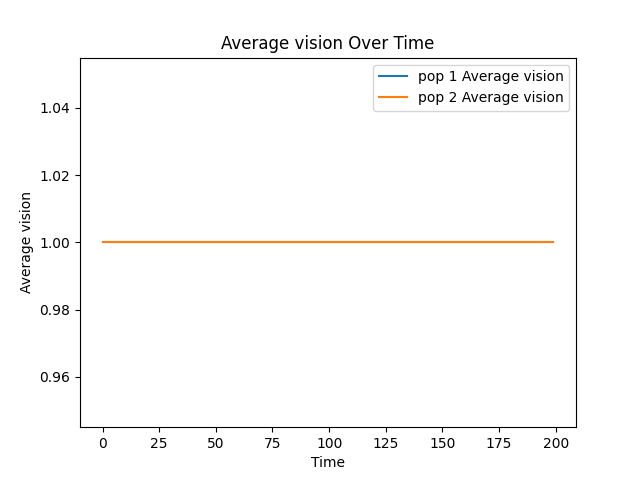 Average vision Over Time
pop 1 Average vision
pop 2 Average vision
1.04
1.02
1.00
0.98
0.96
Average vision
0 25 50 75 100 125 150 175 200
Time